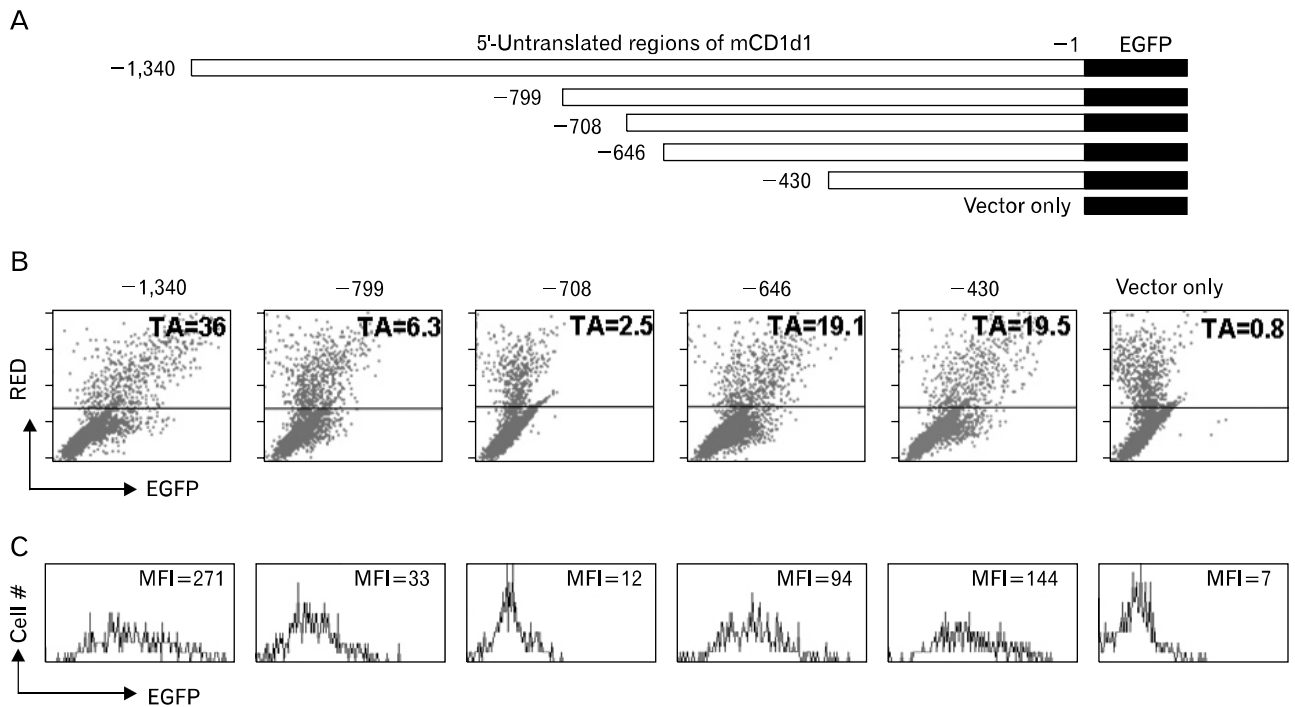 A
5'-Untranslated regions of mCD1d1
−1
EGFP
−1,340
−799
−708
−646
−430
Vector only
B
−1,340
−799
−708
−646
−430
Vector only
TA=36
TA=6.3
TA=2.5
TA=19.1
TA=19.5
TA=0.8
RED
EGFP
C
MFI=271
MFI=33
MFI=12
MFI=94
MFI=144
MFI=7
Cell #
EGFP